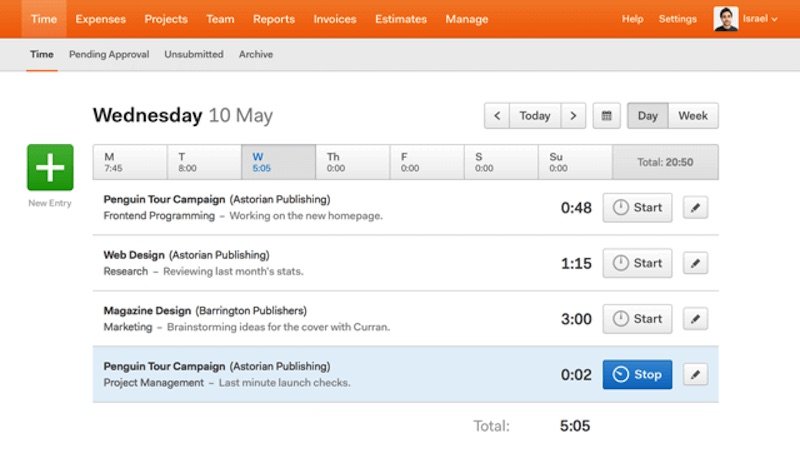 Time Expenses Projects Team Reports Invoices Estimates Manage Help Settings Israel
Time Pending Approval Unsubmitted Archive
Wednesday 10 May Today Day Week
M T W Th F S Su Total: 20:50
7:45 8:00 5:05 0:00 0:00 0:00 0:00
New Entry
Penguin Tour Campaign (Astorian Publishing)
Frontend Programming – Working on the new homepage.
0:48 Start
Web Design (Astorian Publishing)
Research – Reviewing last month's stats.
1:15 Start
Magazine Design (Barrington Publishers)
Marketing – Brainstorming ideas for the cover with Curran.
3:00 Start
Penguin Tour Campaign (Astorian Publishing)
Project Management – Last minute launch checks.
0:02 Stop
Total: 5:05